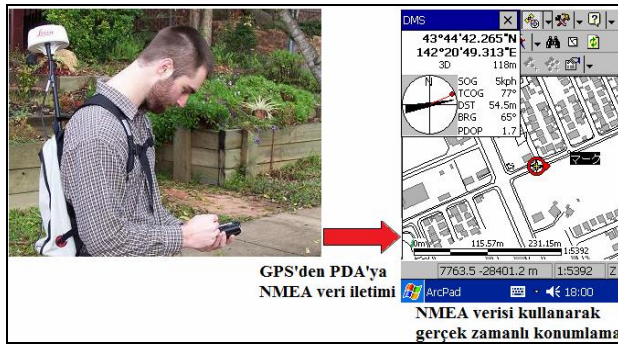 DMS
43°44'42.265"N
142°20'49.313"E
3D 118m
N
SOG 5kph
TCOG 77°
DST 54.5m
BRG 65°
PDOP 1.7
マーク
0m 115.57m 231.15m
1:5392
7763.5 -28401.2 m 1:5392 Z
ArcPad 18:00
GPS'den PDA'ya
NMEA veri iletimi
NMEA verisi kullanarak
gerçek zamanlı konumlama